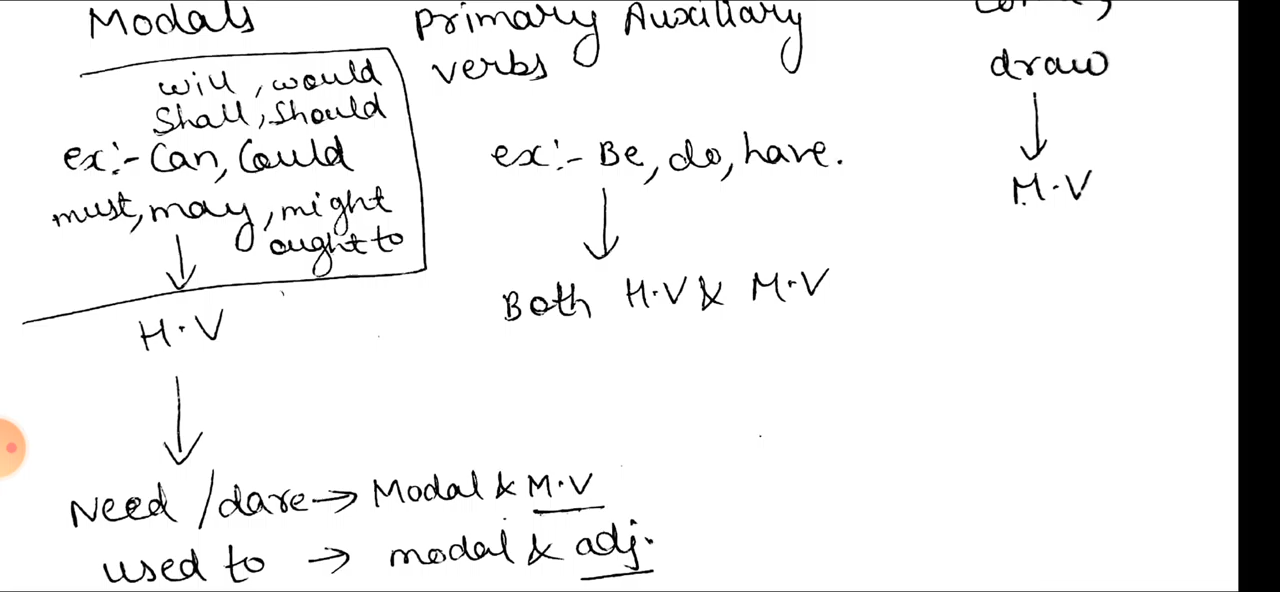 Modals
will, would
Shall, Should
ex:- Can, Could
must, may, might
ought to
H.V
Need /dare → Modal & M.V
used to → modal & adj.
Primary Auxiliary
verbs
ex:- Be, do, have.
Both H.V & M.V
draw
M.V